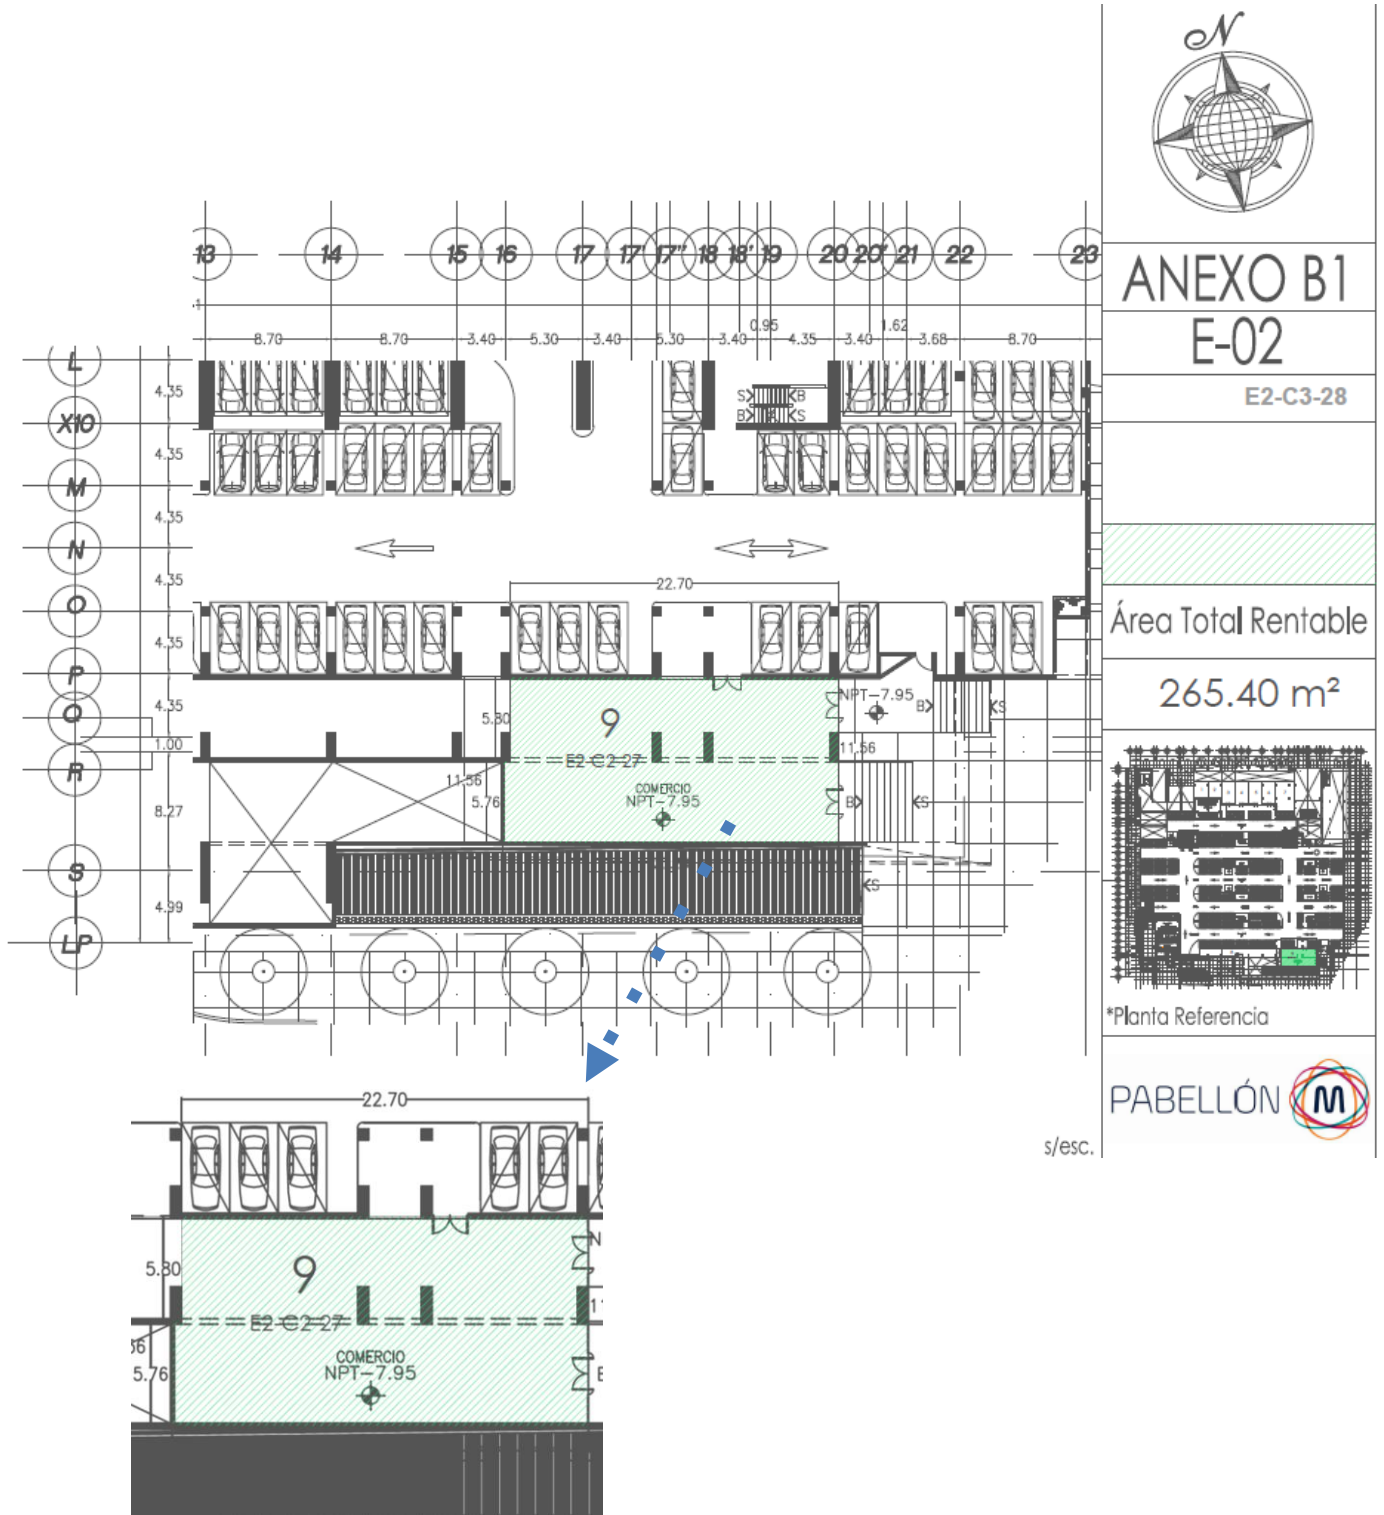 N
13 14 15 16 17 17' 17'' 18 18' 19 20 20' 21 22 23
1
0.95 1.62
8.70 8.70 3.40 5.30 3.40 5.30 3.40 4.35 3.40 3.68 8.70
L
4.35
X10
4.35
M
4.35
N
4.35
O
4.35
P
4.35
Q
1.00
R
8.27
S
4.99
LP
S B
B S
22.70
NPT-7.95
B S
5.80
9
E2-C2-27
11.56
11.56
5.76
COMERCIO
NPT-7.95
B S
S
22.70
5.80
9
E2-C2-27
5.76
COMERCIO
NPT-7.95
s/esc.
ANEXO B1
E-02
E2-C3-28
Área Total Rentable
265.40 m²
*Planta Referencia
PABELLÓN M